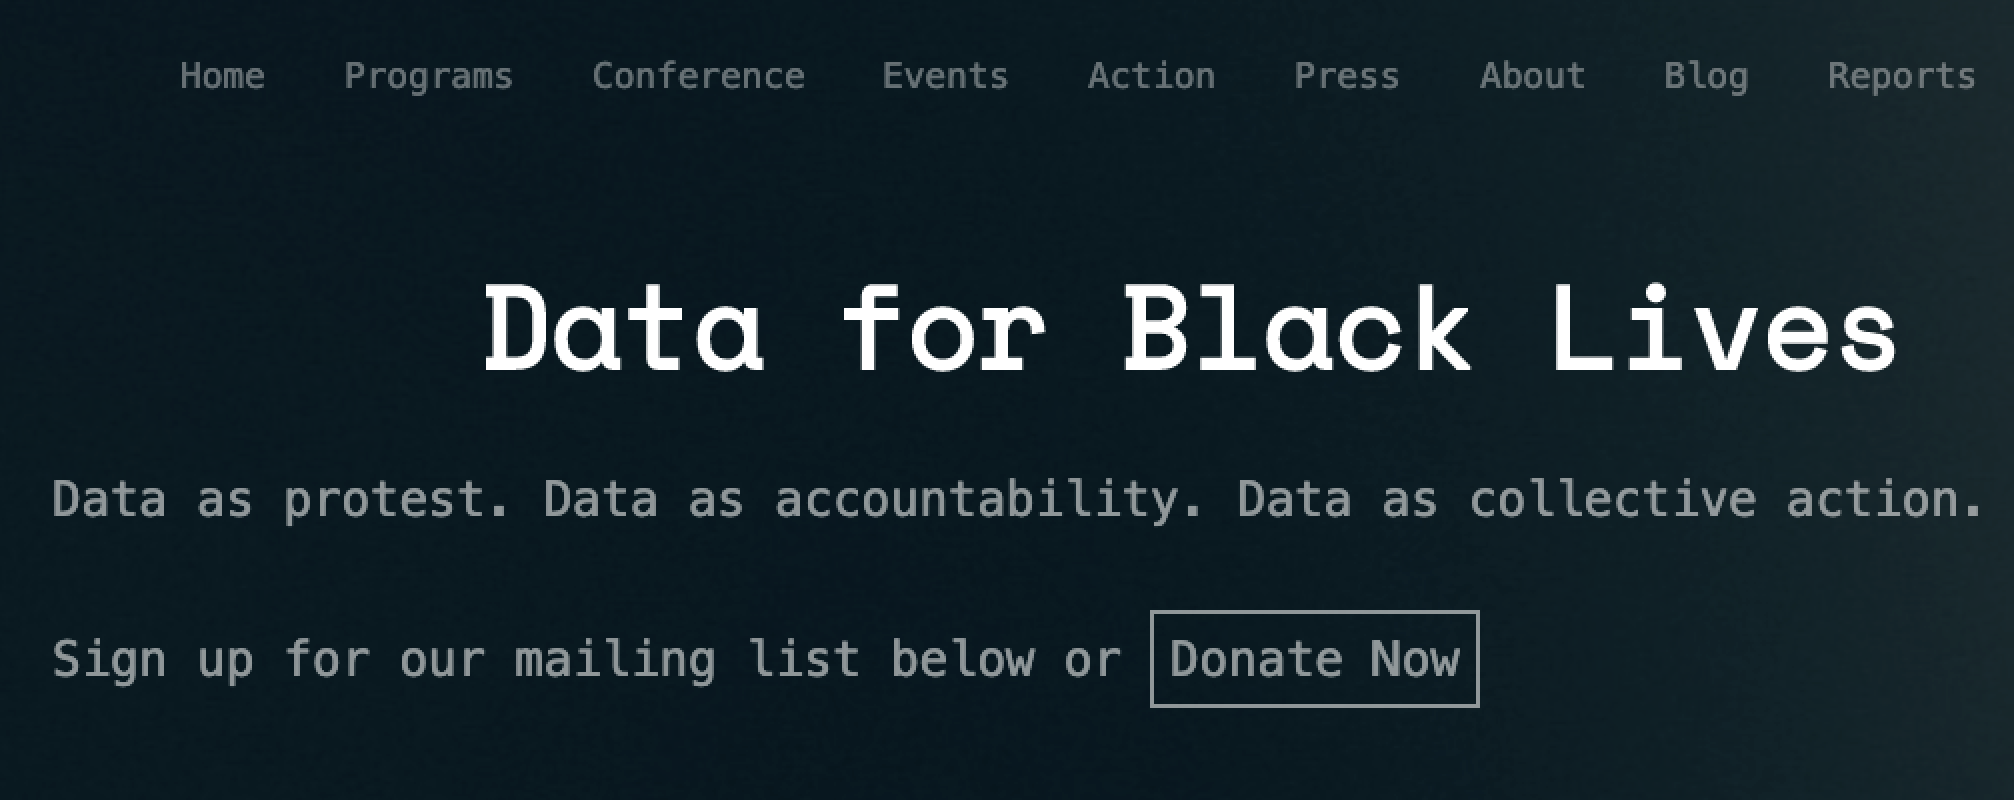 Home Programs Conference Events Action Press About Blog Reports
Data for Black Lives
Data as protest. Data as accountability. Data as collective action.
Sign up for our mailing list below or Donate Now